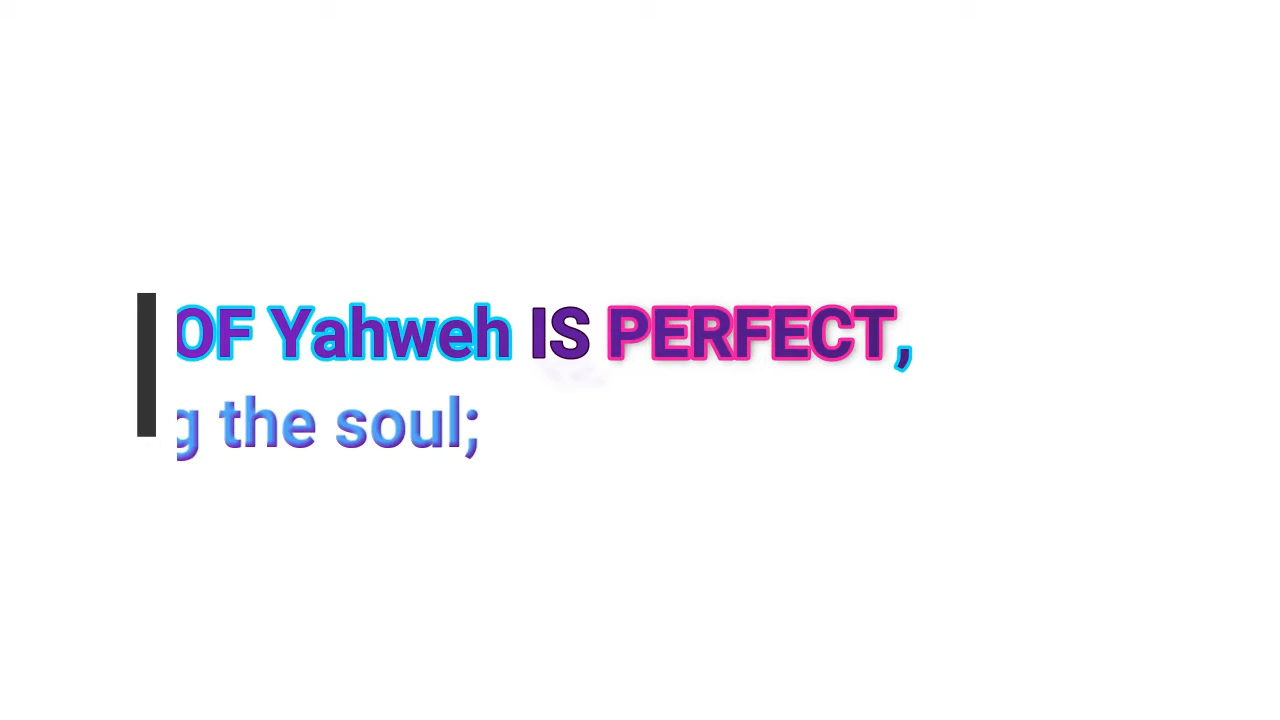 OF Yahweh IS PERFECT,
g the soul;